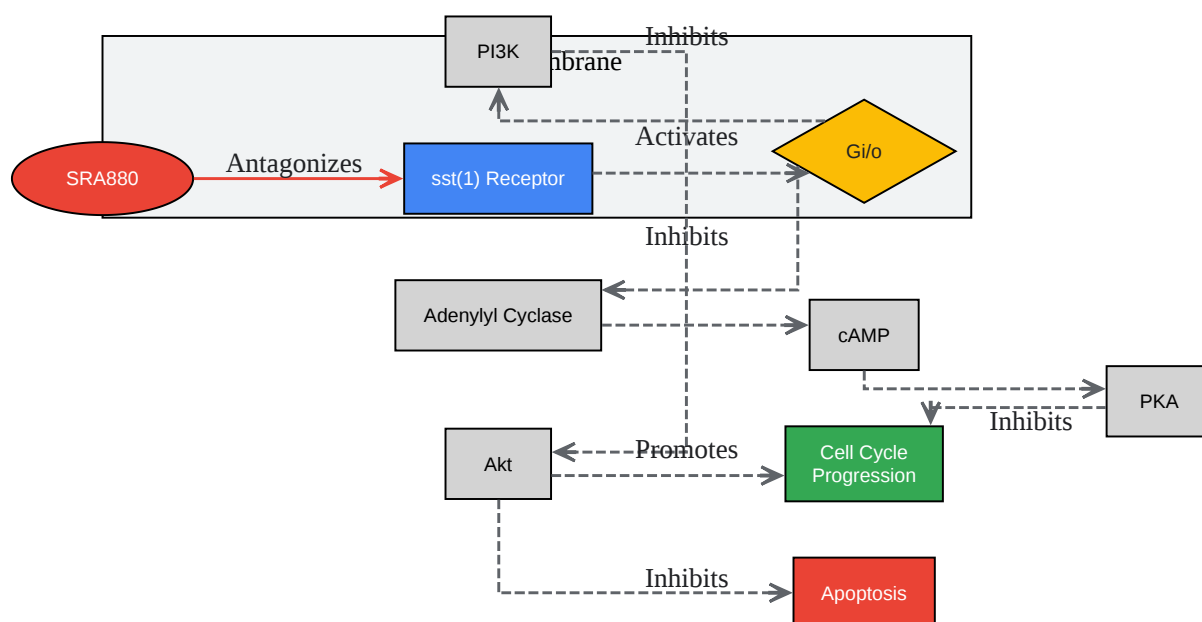 PI3K
Inhibits
mbrane
Activates
Gi/o
SRA880
Antagonizes
sst(1) Receptor
Inhibits
Adenylyl Cyclase
cAMP
PKA
Inhibits
Akt
Promotes
Cell Cycle
Progression
Inhibits
Apoptosis